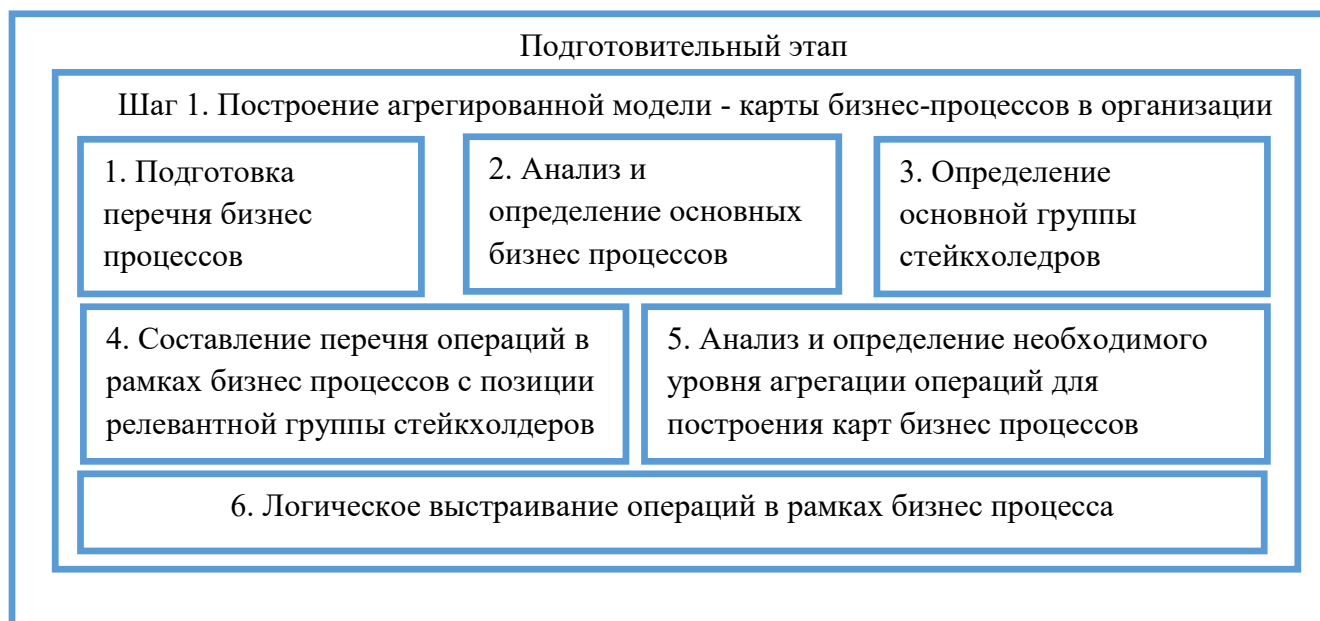 Подготовительный этап
Шаг 1. Построение агрегированной модели - карты бизнес-процессов в организации
1. Подготовка
перечня бизнес
процессов
2. Анализ и
определение основных
бизнес процессов
3. Определение
основной группы
стейкхоледров
4. Составление перечня операций в
рамках бизнес процессов с позиции
релевантной группы стейкхолдеров
5. Анализ и определение необходимого
уровня агрегации операций для
построения карт бизнес процессов
6. Логическое выстраивание операций в рамках бизнес процесса